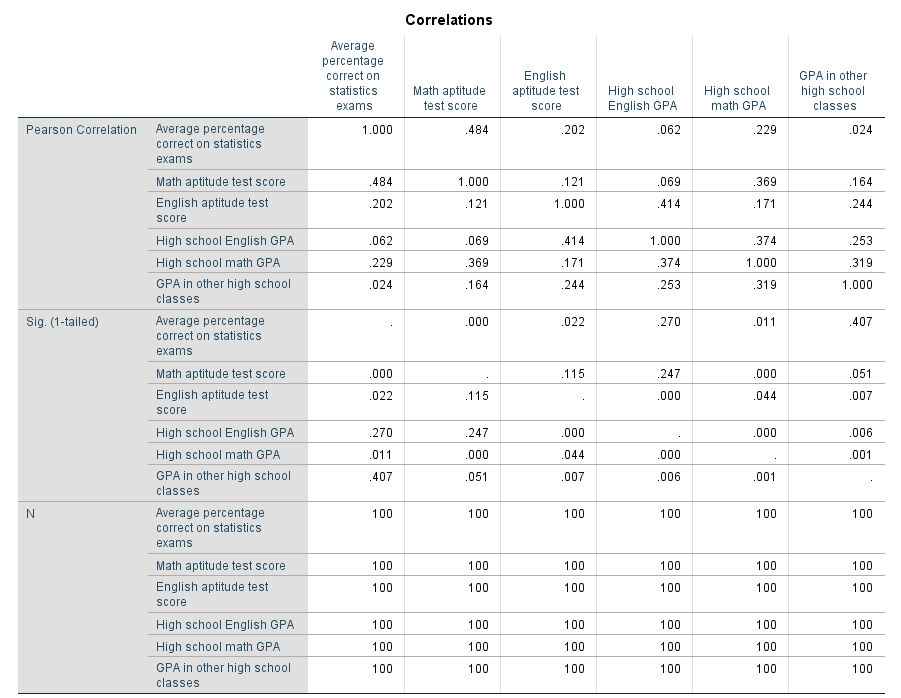 Correlations
Average percentage correct on statistics exams | Math aptitude test score | English aptitude test score | High school English GPA | High school math GPA | GPA in other high school classes
Pearson Correlation | Average percentage correct on statistics exams | 1.000 | .484 | .202 | .062 | .229 | .024
Math aptitude test score | .484 | 1.000 | .121 | .069 | .369 | .164
English aptitude test score | .202 | .121 | 1.000 | .414 | .171 | .244
High school English GPA | .062 | .069 | .414 | 1.000 | .374 | .253
High school math GPA | .229 | .369 | .171 | .374 | 1.000 | .319
GPA in other high school classes | .024 | .164 | .244 | .253 | .319 | 1.000
Sig. (1-tailed) | Average percentage correct on statistics exams | . | .000 | .022 | .270 | .011 | .407
Math aptitude test score | .000 | . | .115 | .247 | .000 | .051
English aptitude test score | .022 | .115 | . | .000 | .044 | .007
High school English GPA | .270 | .247 | .000 | . | .000 | .006
High school math GPA | .011 | .000 | .044 | .000 | . | .001
GPA in other high school classes | .407 | .051 | .007 | .006 | .001 | .
N | Average percentage correct on statistics exams | 100 | 100 | 100 | 100 | 100 | 100
Math aptitude test score | 100 | 100 | 100 | 100 | 100 | 100
English aptitude test score | 100 | 100 | 100 | 100 | 100 | 100
High school English GPA | 100 | 100 | 100 | 100 | 100 | 100
High school math GPA | 100 | 100 | 100 | 100 | 100 | 100
GPA in other high school classes | 100 | 100 | 100 | 100 | 100 | 100